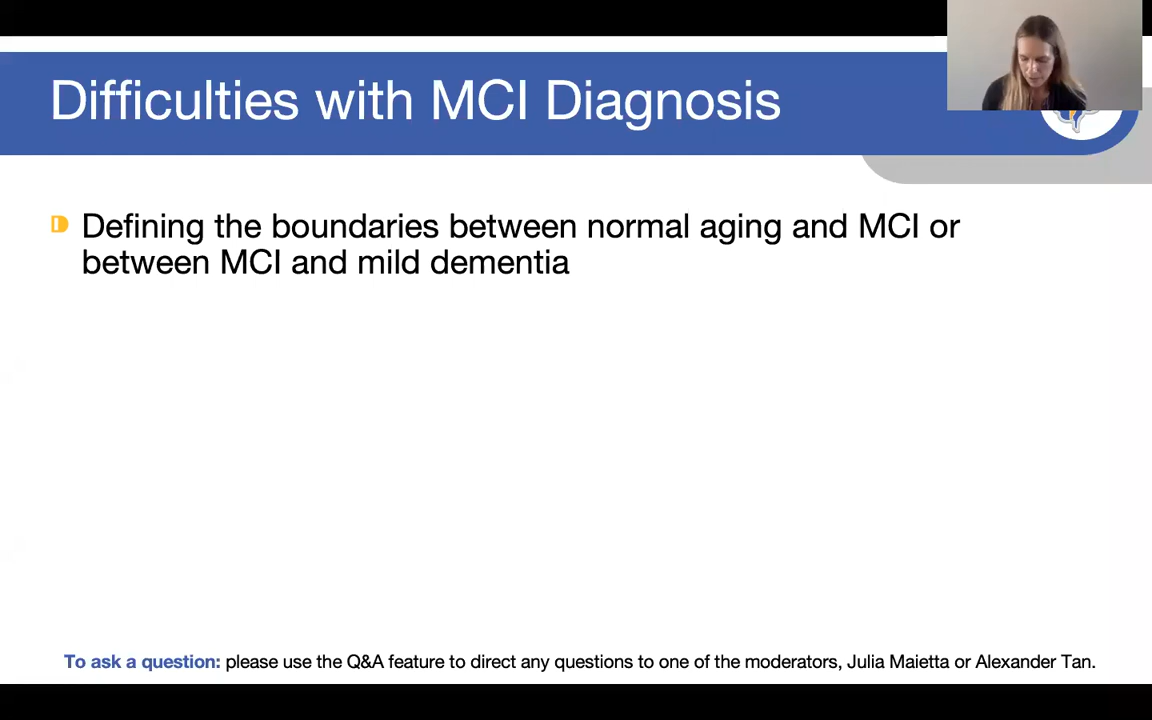 Difficulties with MCI Diagnosis
Defining the boundaries between normal aging and MCI or
between MCI and mild dementia
To ask a question: please use the Q&A feature to direct any questions to one of the moderators, Julia Maietta or Alexander Tan.